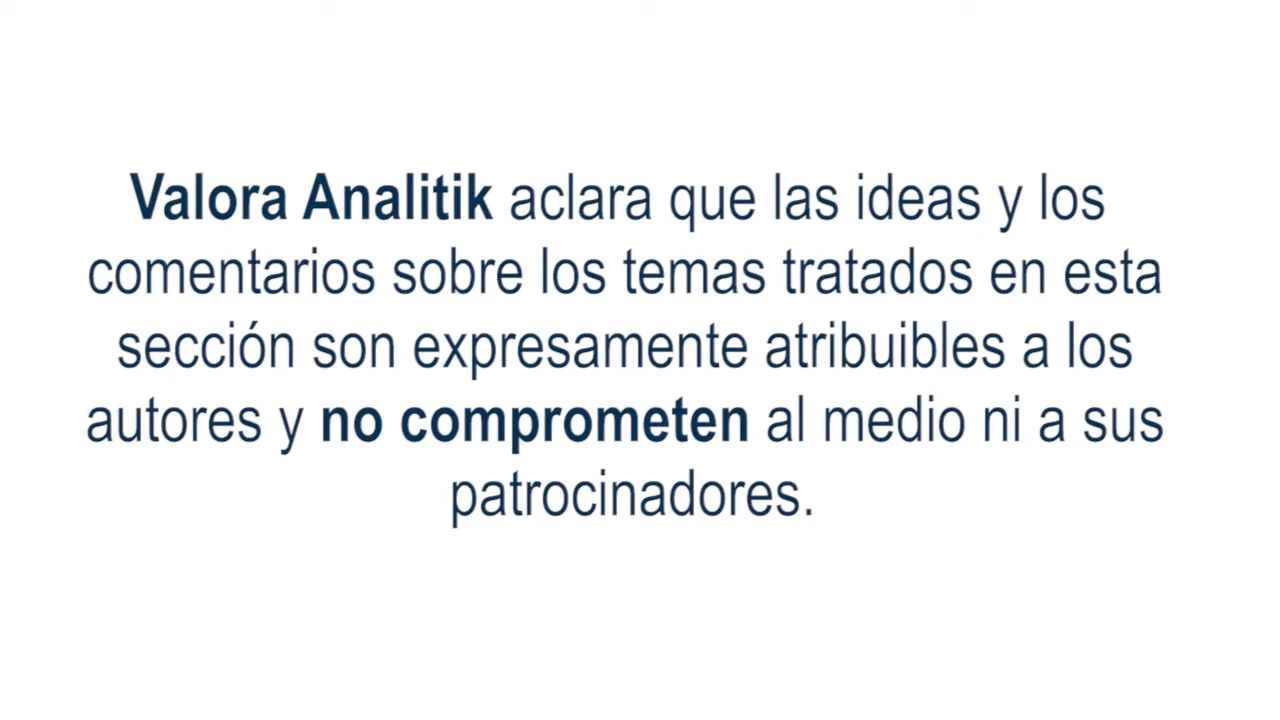 Valora Analitik aclara que las ideas y los
comentarios sobre los temas tratados en esta
sección son expresamente atribuibles a los
autores y no comprometen al medio ni a sus
patrocinadores.